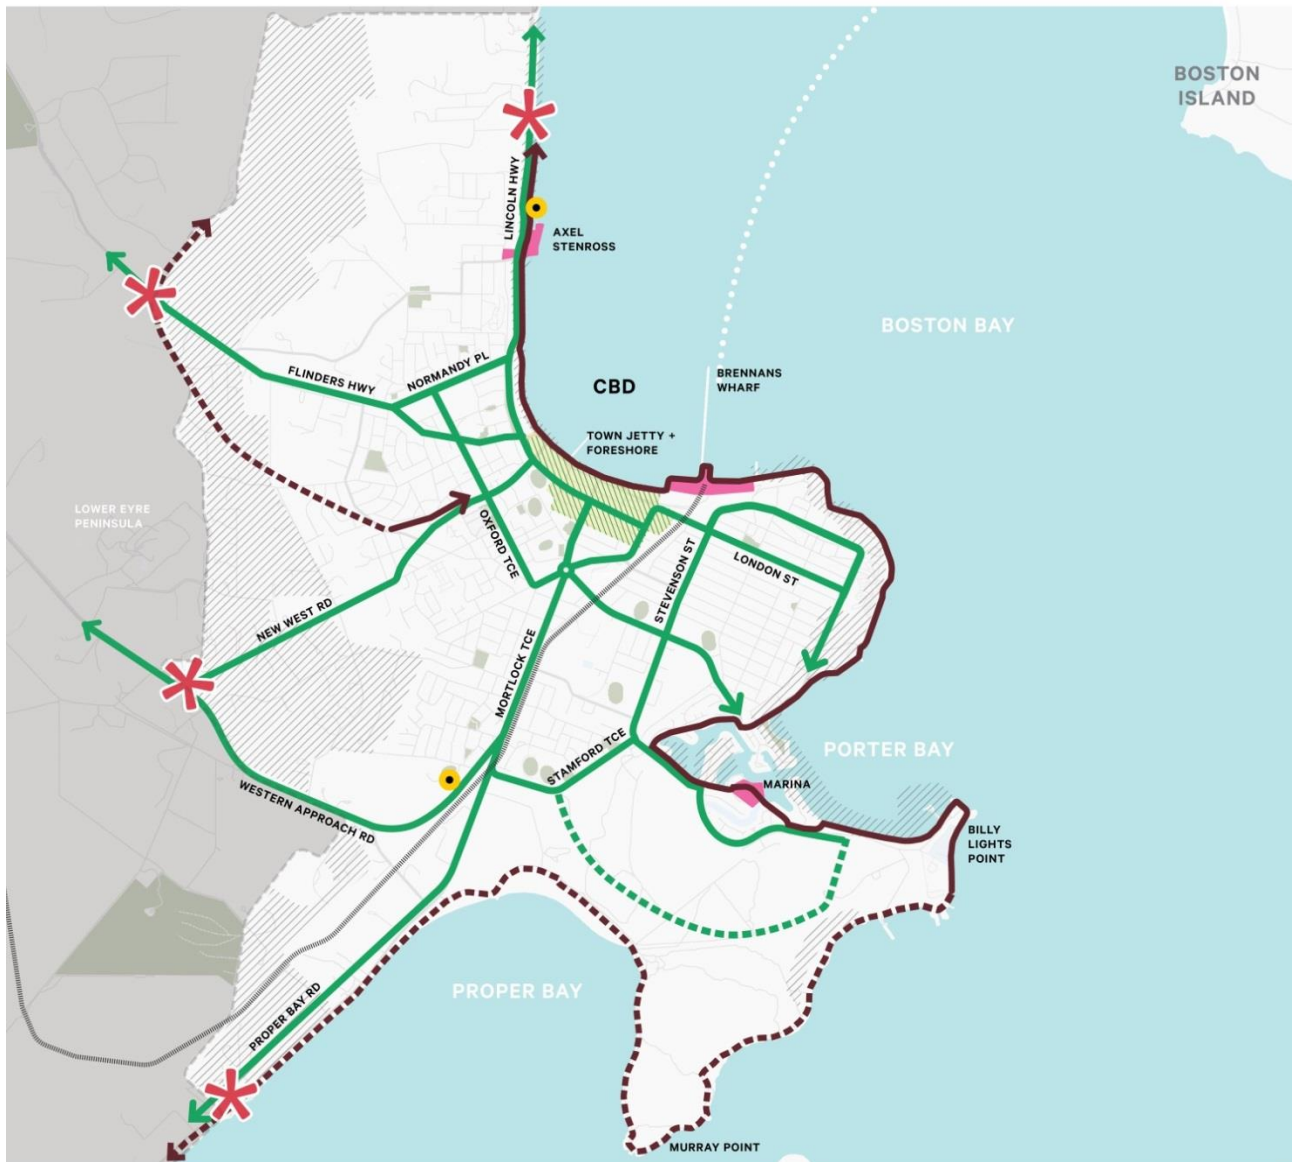 BOSTON
ISLAND
LINCOLN HWY
AXEL
STENROSS
BOSTON BAY
FLINDERS HWY
NORMANDY PL
CBD
BRENNANS
WHARF
TOWN JETTY +
FORESHORE
LOWER EYRE
PENINSULA
OXFORD TCE
STEVENSON ST
LONDON ST
NEW WEST RD
MORTLOCK TCE
STAMFORD TCE
PORTER BAY
MARINA
WESTERN APPROACH RD
BILLY
LIGHTS
POINT
PROPER BAY
PROPER BAY RD
MURRAY POINT